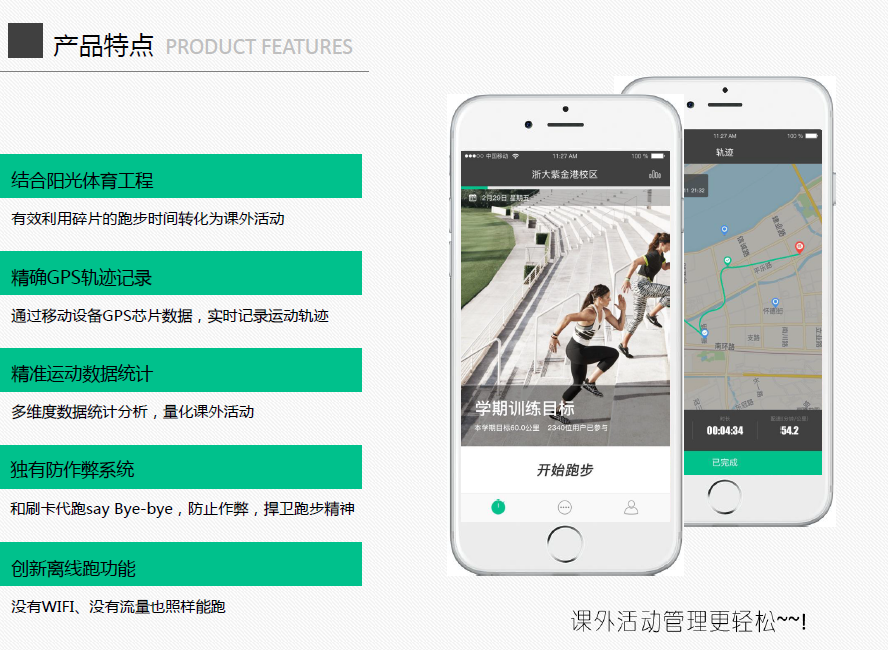 产品特点 PRODUCT FEATURES
结合阳光体育工程
有效利用碎片的跑步时间转化为课外活动
精确GPS轨迹记录
通过移动设备GPS芯片数据，实时记录运动轨迹
精准运动数据统计
多维度数据统计分析，量化课外活动
独有防作弊系统
和刷卡代跑say Bye-bye，防止作弊，捍卫跑步精神
创新离线跑功能
没有WIFI、没有流量也照样能跑
中国移动 11:27 AM 100 %
浙大紫金港校区
2月20日 星期五
学期训练目标
本学期目标60.0公里 2340位用户已参与
开始跑步
11:27 AM 100 %
轨迹
11 21:32
怀德街
南环路
00:04:34
54.2
已完成
课外活动管理更轻松~~!